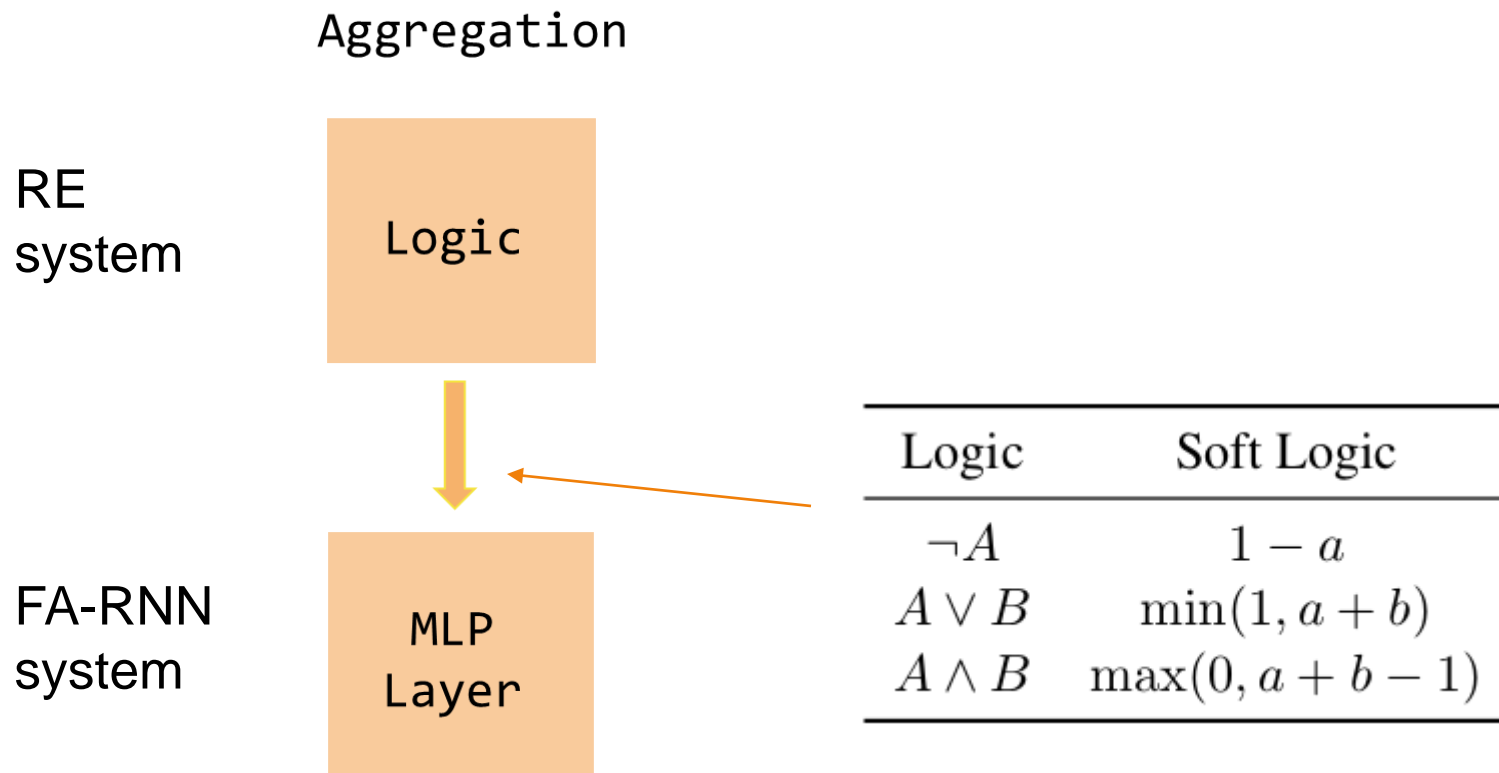 Aggregation
RE
system
Logic
FA-RNN
system
MLP
Layer
Logic Soft Logic
¬A 1 − a
A ∨ B min(1, a + b)
A ∧ B max(0, a + b − 1)